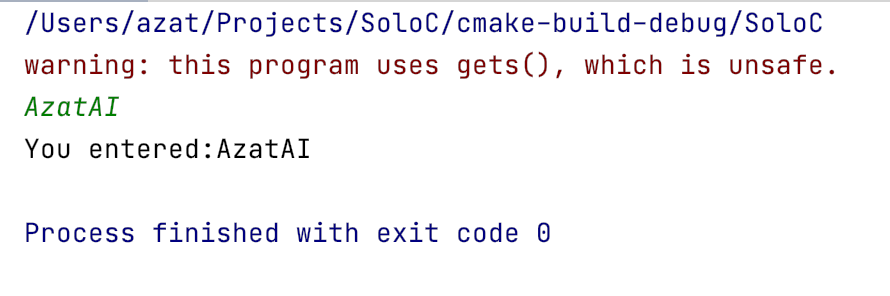 /Users/azat/Projects/SoloC/cmake-build-debug/SoloC
warning: this program uses gets(), which is unsafe.
AzatAI
You entered:AzatAI
Process finished with exit code 0